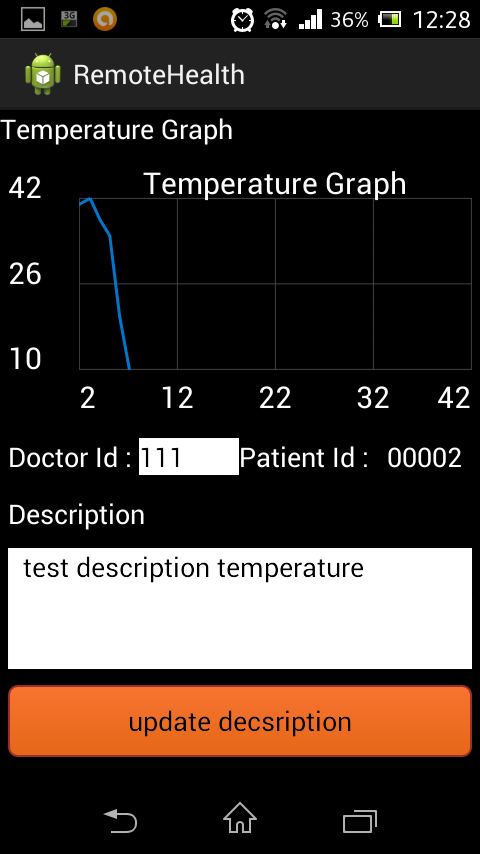 3G 36% 12:28
RemoteHealth
Temperature Graph
Temperature Graph
42
26
10
2 12 22 32 42
Doctor Id : 111 Patient Id : 00002
Description
test description temperature
update decsription